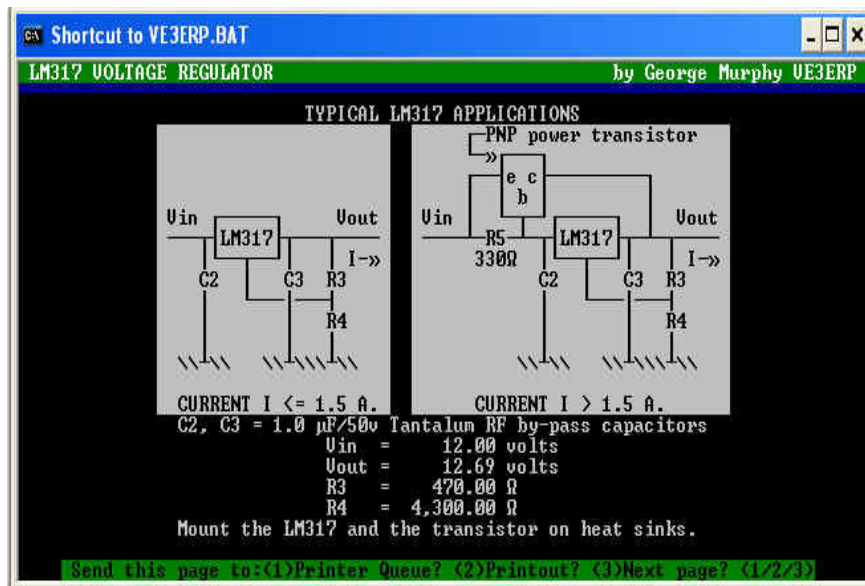 Shortcut to VE3ERP.BAT
LM317 VOLTAGE REGULATOR by George Murphy VE3ERP
TYPICAL LM317 APPLICATIONS
PNP power transistor
e c
b
Vin LM317 Vout
I-»
C2 C3 R3
R4
CURRENT I <= 1.5 A.
Vin R5 LM317 Vout
330Ω I-»
C2 C3 R3
R4
CURRENT I > 1.5 A.
C2, C3 = 1.0 µF/50v Tantalum RF by-pass capacitors
Vin = 12.00 volts
Vout = 12.69 volts
R3 = 470.00 Ω
R4 = 4,300.00 Ω
Mount the LM317 and the transistor on heat sinks.
Send this page to:(1)Printer Queue? (2)Printout? (3)Next page? (1/2/3)